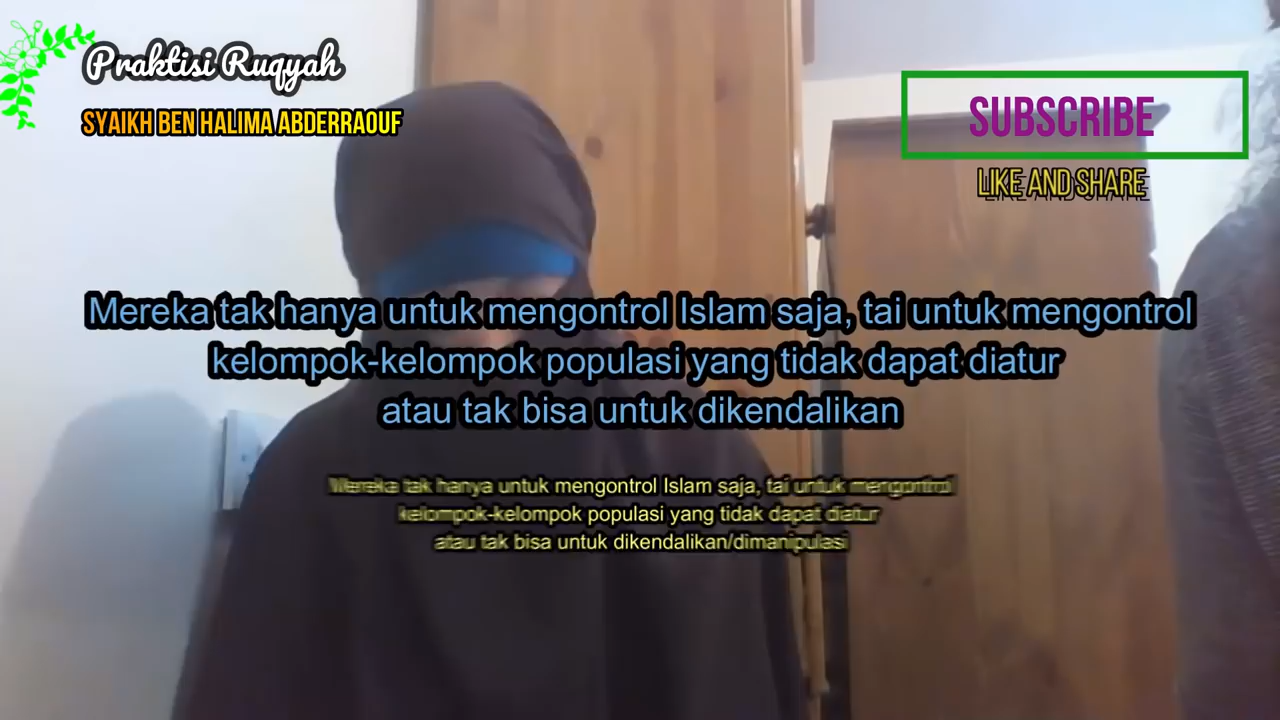 Praktisi Ruqyah
SYAIKH BEN HALIMA ABDERRAOUF
SUBSCRIBE
LIKE AND SHARE
Mereka tak hanya untuk mengontrol Islam saja, tai untuk mengontrol
kelompok-kelompok populasi yang tidak dapat diatur
atau tak bisa untuk dikendalikan
Mereka tak hanya untuk mengontrol Islam saja, tai untuk mengontrol
kelompok-kelompok populasi yang tidak dapat diatur
atau tak bisa untuk dikendalikan/dimanipulasi